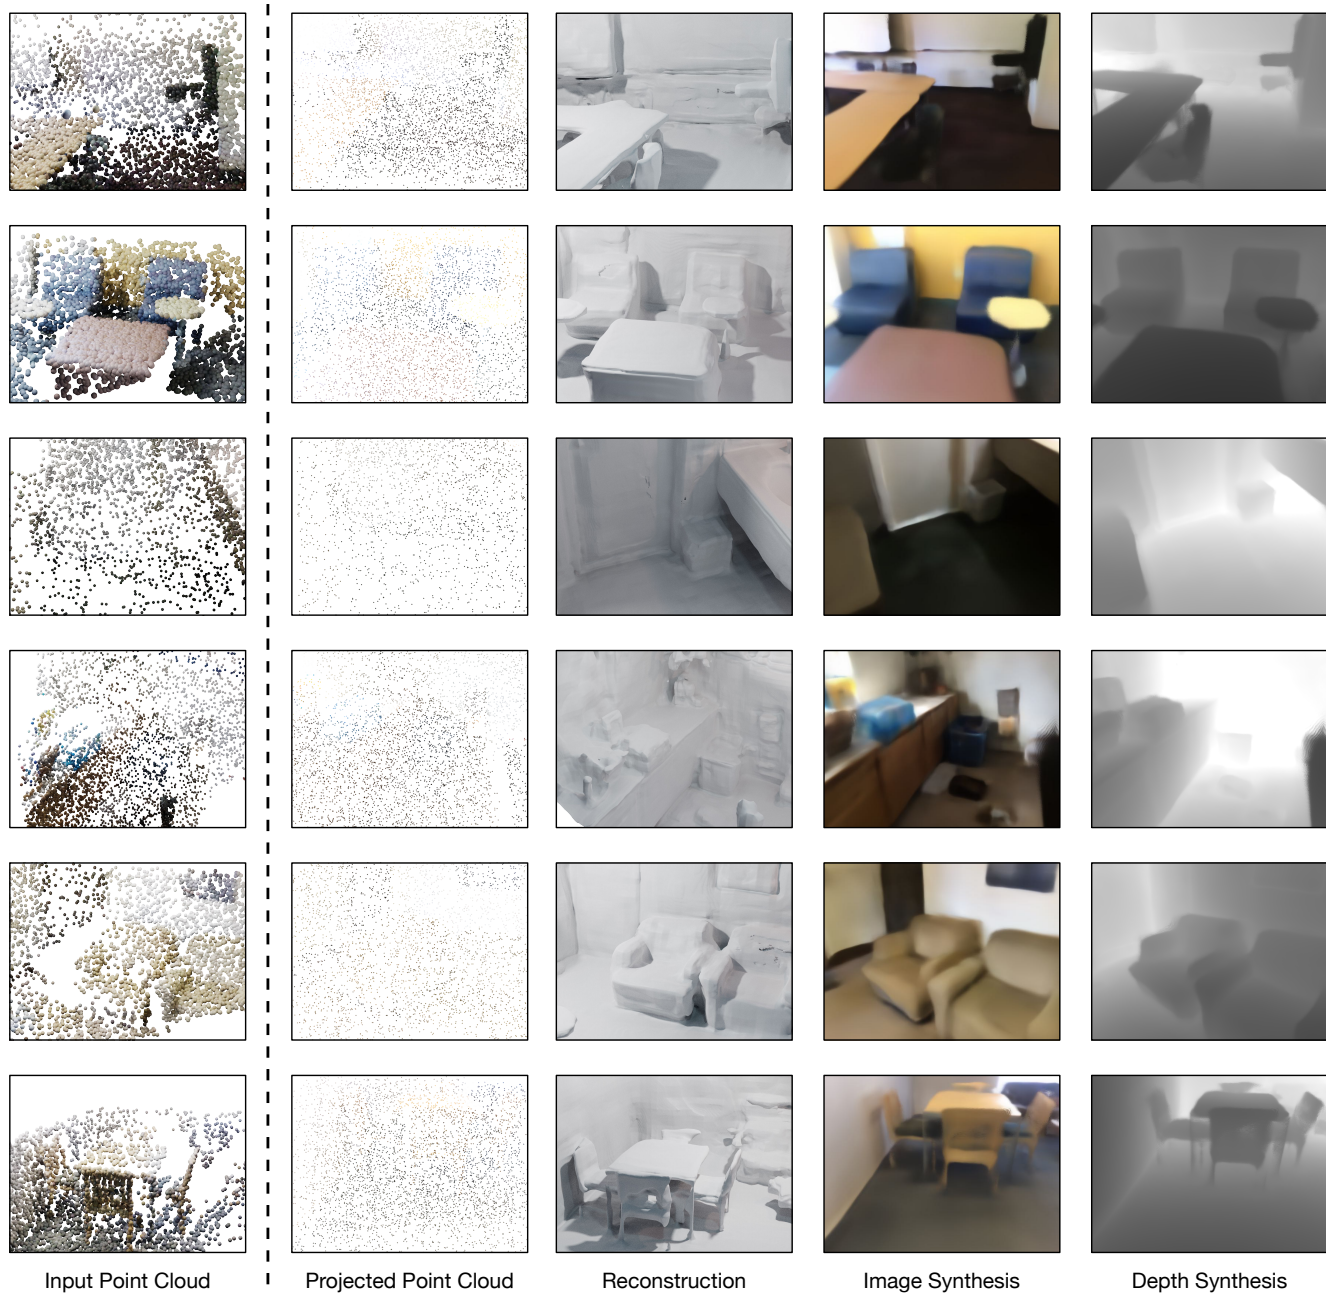 Input Point Cloud
Projected Point Cloud
Reconstruction
Image Synthesis
Depth Synthesis